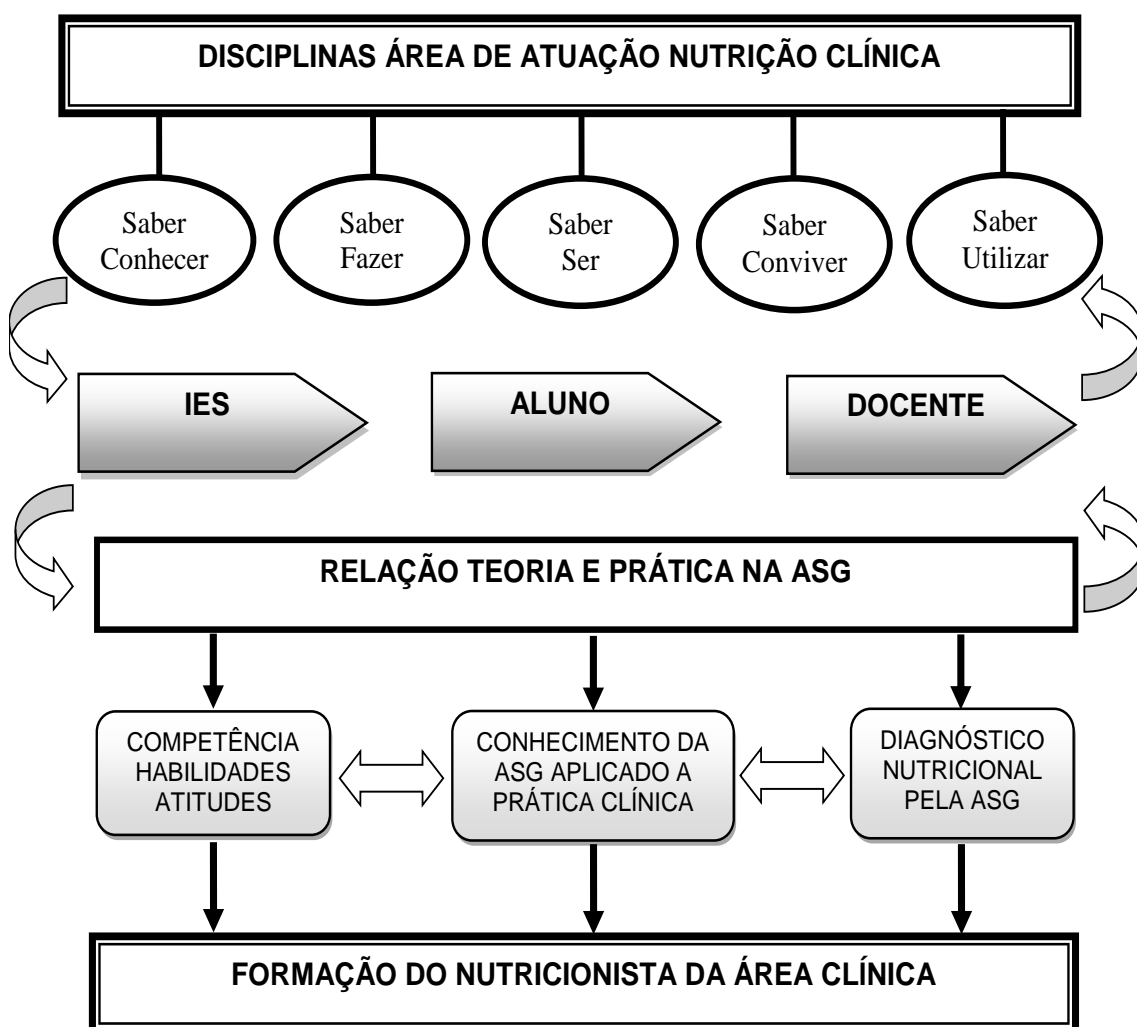 DISCIPLINAS ÁREA DE ATUAÇÃO NUTRIÇÃO CLÍNICA
Saber
Conhecer
Saber
Fazer
Saber
Ser
Saber
Conviver
Saber
Utilizar
IES
ALUNO
DOCENTE
RELAÇÃO TEORIA E PRÁTICA NA ASG
COMPETÊNCIA
HABILIDADES
ATITUDES
CONHECIMENTO DA
ASG APLICADO A
PRÁTICA CLÍNICA
DIAGNÓSTICO
NUTRICIONAL
PELA ASG
FORMAÇÃO DO NUTRICIONISTA DA ÁREA CLÍNICA